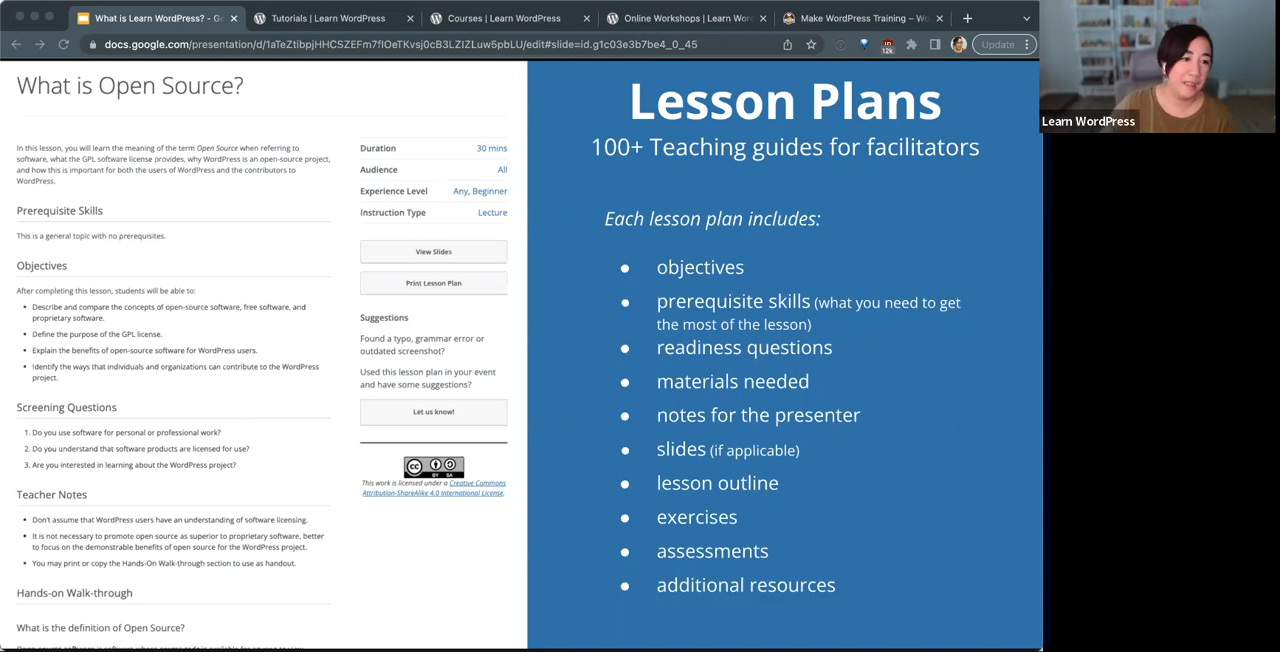 What is Learn WordPress? - Go
Tutorials | Learn WordPress
Courses | Learn WordPress
Online Workshops | Learn Wor
Make WordPress Training – Wo
docs.google.com/presentation/d/1aTeZtibpjHHCSZEFm7fIOeTKvsj0cB3LZIZLuw5pbLU/edit#slide=id.g1c03e3b7be4_0_45
12k
Update
Learn WordPress
What is Open Source?
In this lesson, you will learn the meaning of the term Open Source when referring to
software, what the GPL software license provides, why WordPress is an open-source project,
and how this is important for both the users of WordPress and the contributors to
WordPress.
Prerequisite Skills
This is a general topic with no prerequisites.
Objectives
After completing this lesson, students will be able to:
• Describe and compare the concepts of open-source software, free software, and
proprietary software.
• Define the purpose of the GPL license.
• Explain the benefits of open-source software for WordPress users.
• Identify the ways that individuals and organizations can contribute to the WordPress
project.
Screening Questions
1. Do you use software for personal or professional work?
2. Do you understand that software products are licensed for use?
3. Are you interested in learning about the WordPress project?
Teacher Notes
• Don't assume that WordPress users have an understanding of software licensing.
• It is not necessary to promote open source as superior to proprietary software, better
to focus on the demonstrable benefits of open source for the WordPress project.
• You may print or copy the Hands-On Walk-through section to use as handout.
Hands-on Walk-through
What is the definition of Open Source?
Duration 30 mins
Audience All
Experience Level Any, Beginner
Instruction Type Lecture
View Slides
Print Lesson Plan
Suggestions
Found a typo, grammar error or
outdated screenshot?
Used this lesson plan in your event
and have some suggestions?
Let us know!
cc BY SA
This work is licensed under a Creative Commons
Attribution-ShareAlike 4.0 International License.
Lesson Plans
100+ Teaching guides for facilitators
Each lesson plan includes:
● objectives
● prerequisite skills (what you need to get
the most of the lesson)
● readiness questions
● materials needed
● notes for the presenter
● slides (if applicable)
● lesson outline
● exercises
● assessments
● additional resources